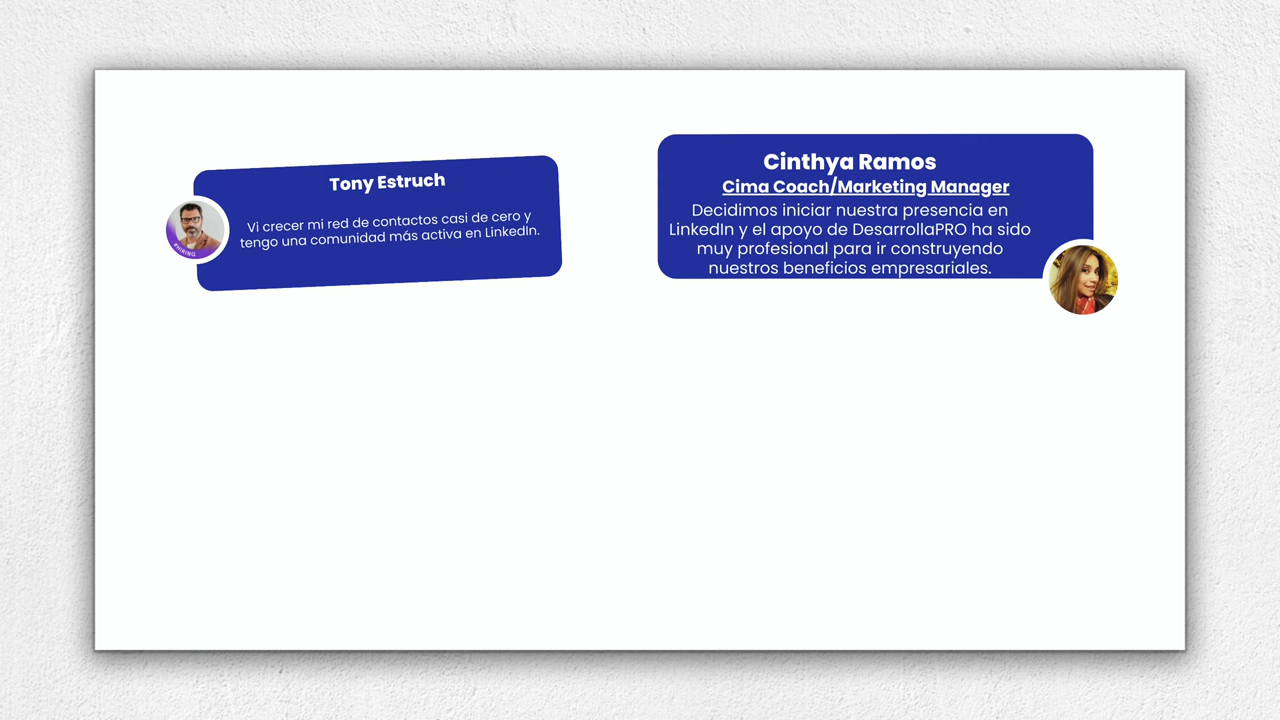 Tony Estruch
Vi crecer mi red de contactos casi de cero y
tengo una comunidad más activa en LinkedIn.
#HIRING
Cinthya Ramos
Cima Coach/Marketing Manager
Decidimos iniciar nuestra presencia en
LinkedIn y el apoyo de DesarrollaPRO ha sido
muy profesional para ir construyendo
nuestros beneficios empresariales.